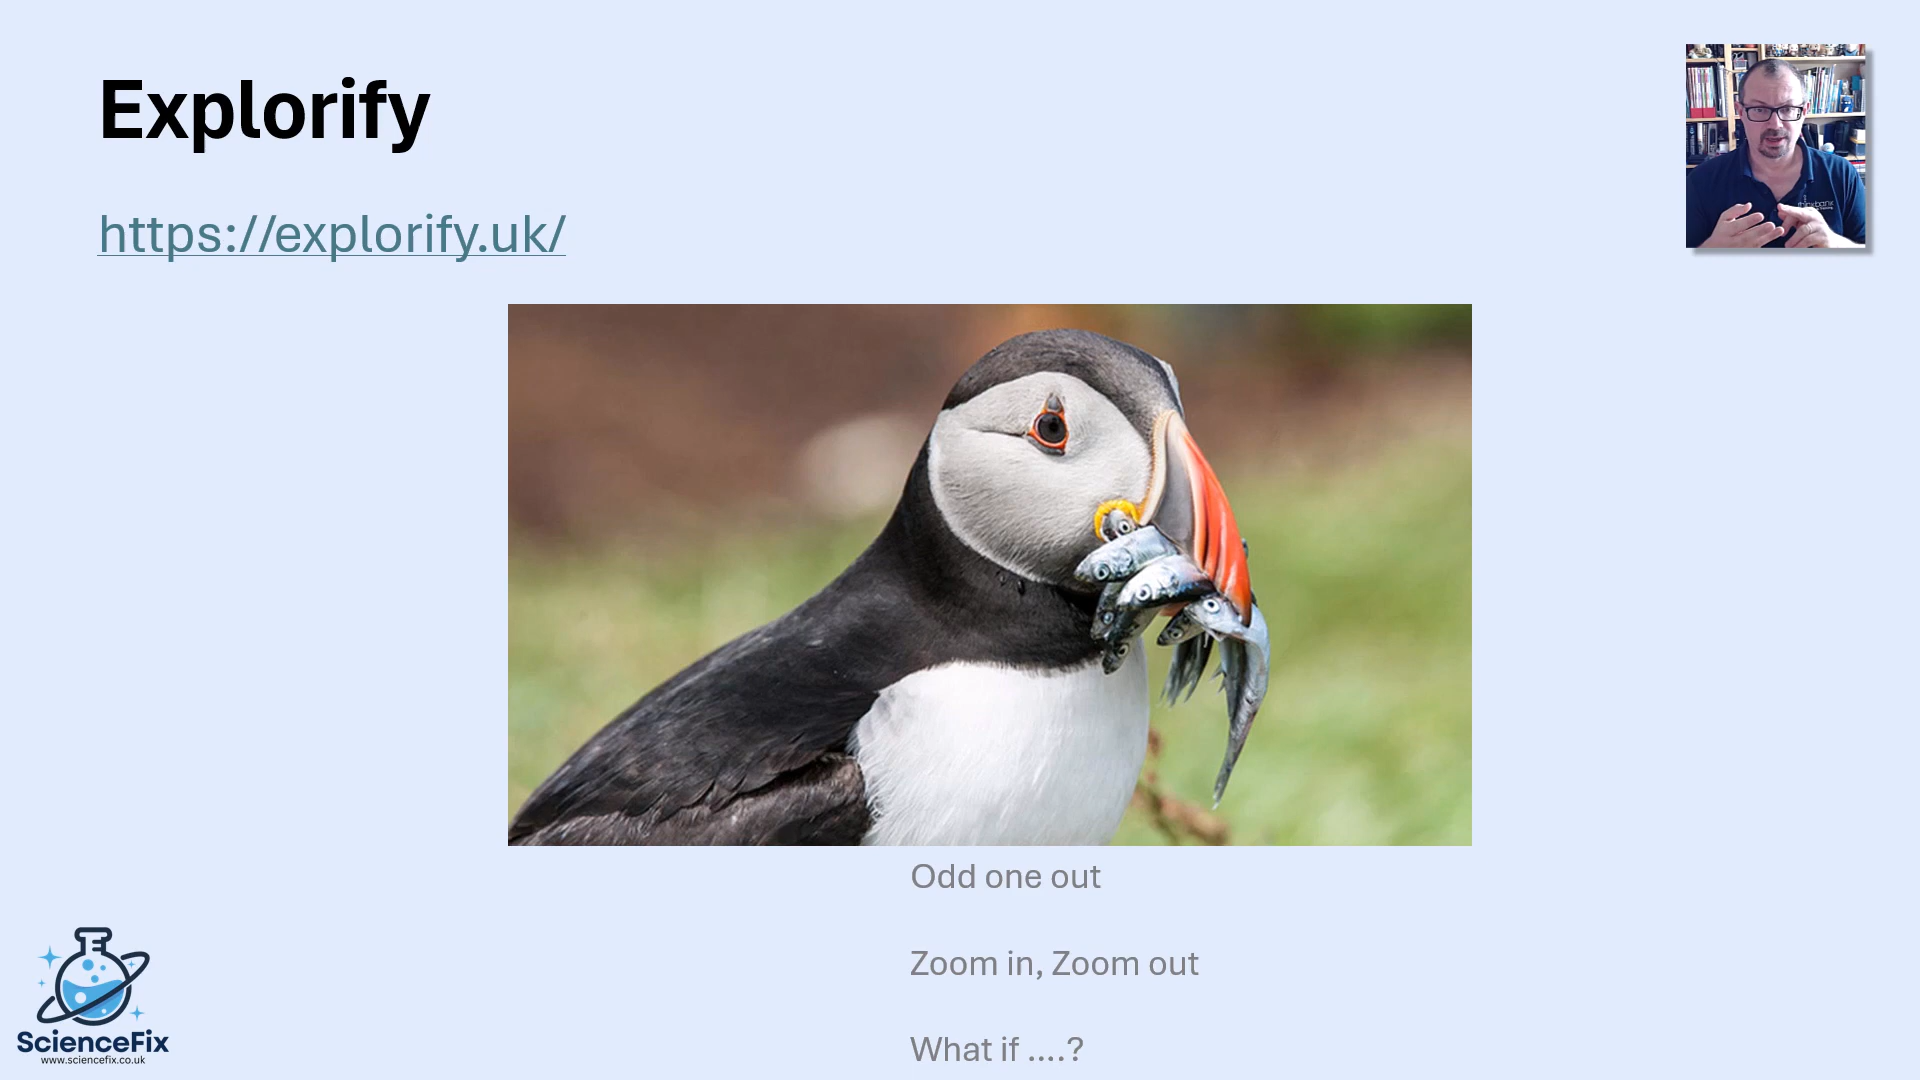 Explorify
https://explorify.uk/
Odd one out
Zoom in, Zoom out
What if ....?
ScienceFix
www.sciencefix.co.uk